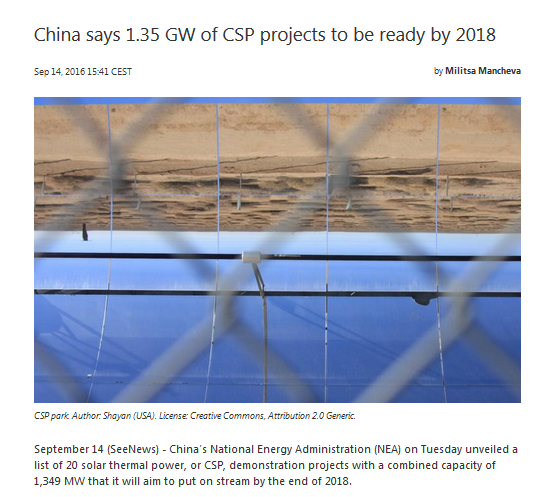 China says 1.35 GW of CSP projects to be ready by 2018
Sep 14, 2016 15:41 CEST
by Militsa Mancheva
CSP park. Author: Shayan (USA). License: Creative Commons, Attribution 2.0 Generic.
September 14 (SeeNews) - China's National Energy Administration (NEA) on Tuesday unveiled a
list of 20 solar thermal power, or CSP, demonstration projects with a combined capacity of
1,349 MW that it will aim to put on stream by the end of 2018.